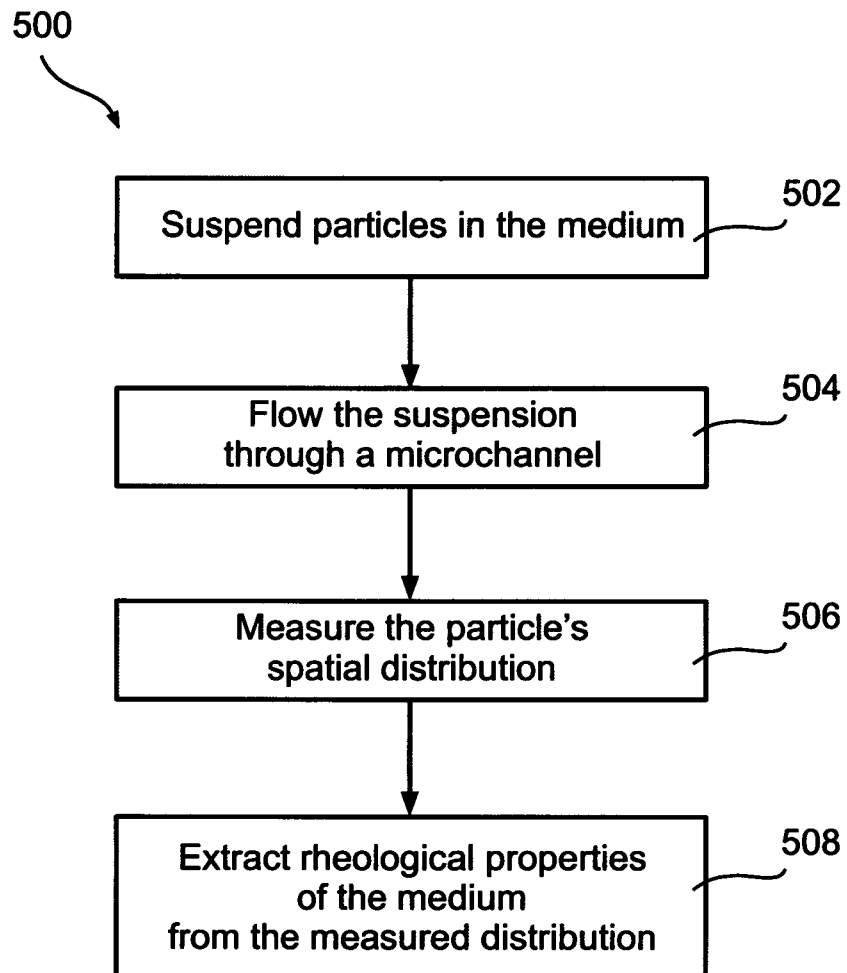 500
Suspend particles in the medium
502
Flow the suspension
through a microchannel
504
Measure the particle's
spatial distribution
506
Extract rheological properties
of the medium
from the measured distribution
508